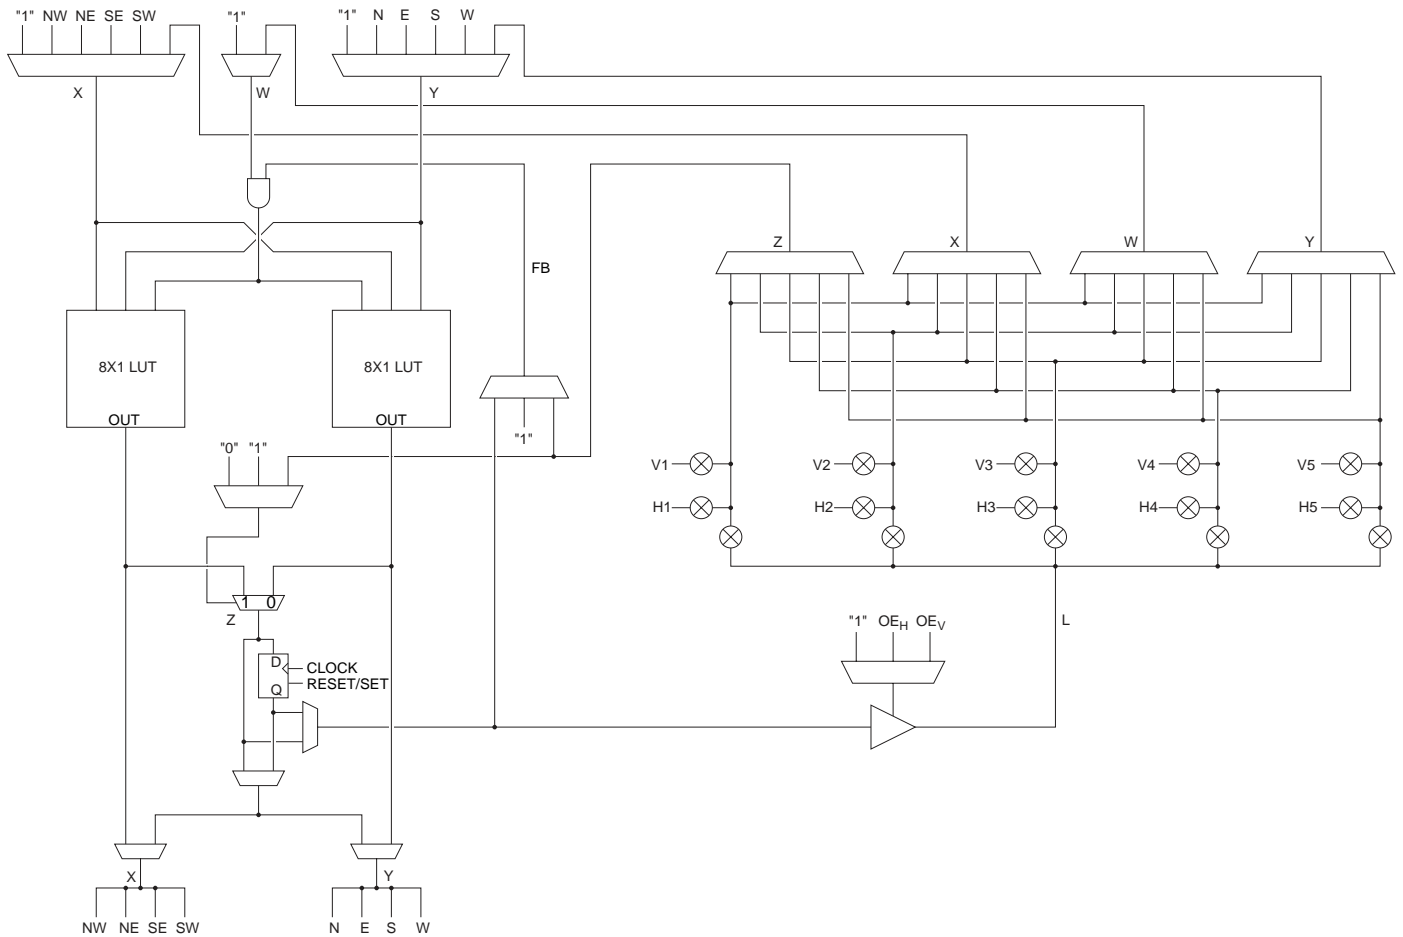 "1" NW NE SE SW
"1"
"1" N E S W
X
W
Y
Z
X
W
Y
FB
8X1 LUT
OUT
8X1 LUT
OUT
"1"
"0" "1"
V1
V2
V3
V4
V5
H1
H2
H3
H4
H5
1 0
Z
"1" OEH OEV
L
D
CLOCK
Q
RESET/SET
X
Y
NW NE SE SW
N E S W